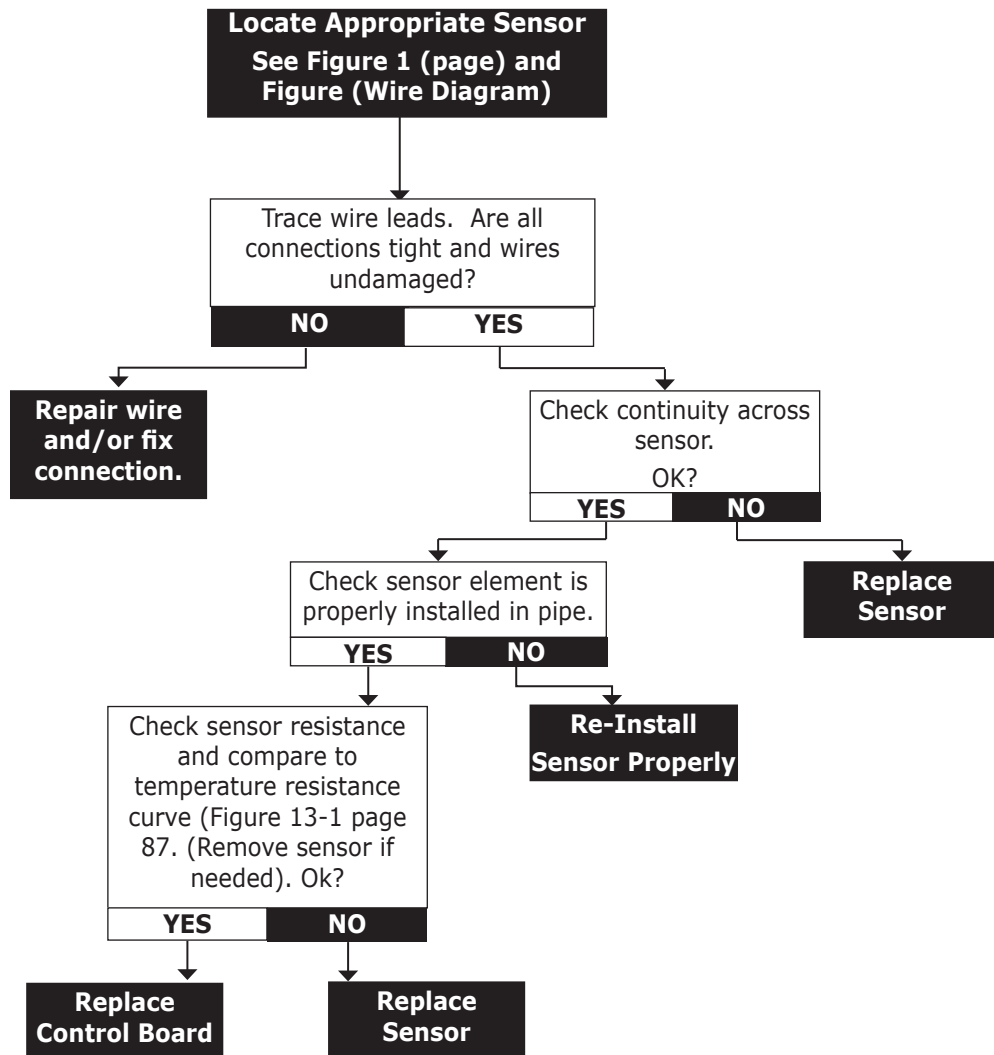 Locate Appropriate Sensor
See Figure 1 (page) and
Figure (Wire Diagram)
Trace wire leads.  Are all
connections tight and wires
undamaged?
NO
YES
Repair wire
and/or fix
connection.
Check continuity across
sensor.
OK?
YES
NO
Check sensor element is
properly installed in pipe.
YES
NO
Replace
Sensor
Check sensor resistance
and compare to
temperature resistance
curve (Figure 13-1 page
87. (Remove sensor if
needed). Ok?
YES
NO
Re-Install
Sensor Properly
Replace
Control Board
Replace
Sensor